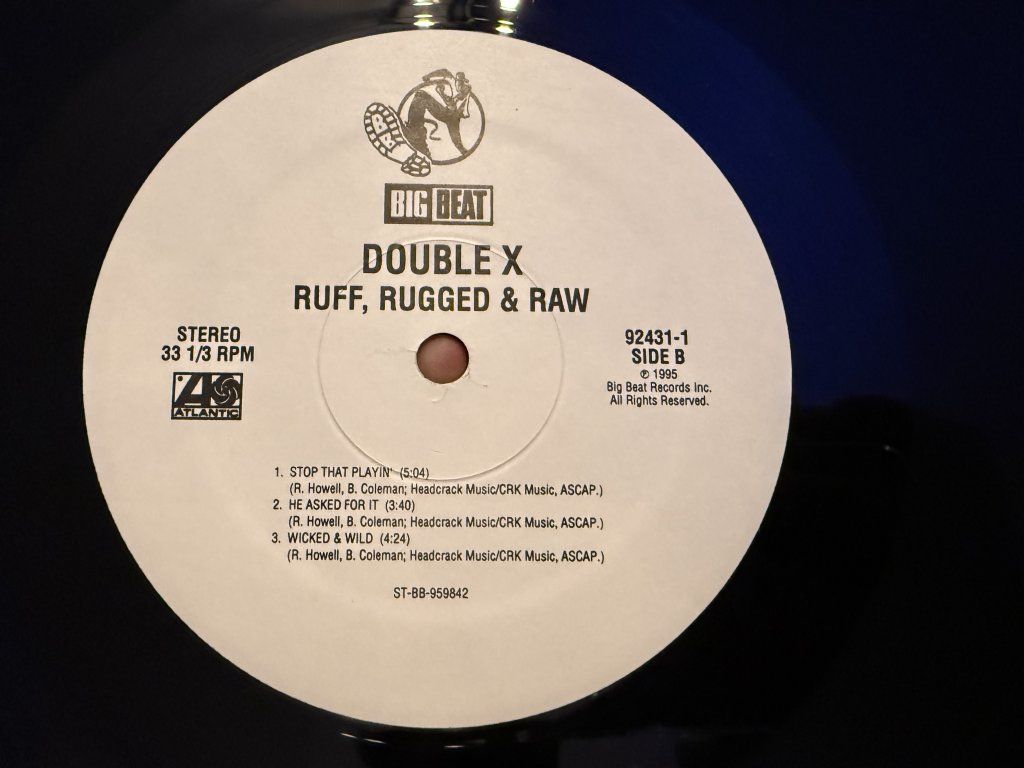 BIG BEAT
DOUBLE X
RUFF, RUGGED & RAW
STEREO
33 1/3 RPM
ATLANTIC
92431-1
SIDE B
℗ 1995
Big Beat Records Inc.
All Rights Reserved.
1. STOP THAT PLAYIN' (5:04)
(R. Howell, B. Coleman; Headcrack Music/CRK Music, ASCAP.)
2. HE ASKED FOR IT (3:40)
(R. Howell, B. Coleman; Headcrack Music/CRK Music, ASCAP.)
3. WICKED & WILD (4:24)
(R. Howell, B. Coleman; Headcrack Music/CRK Music, ASCAP.)
ST-BB-959842